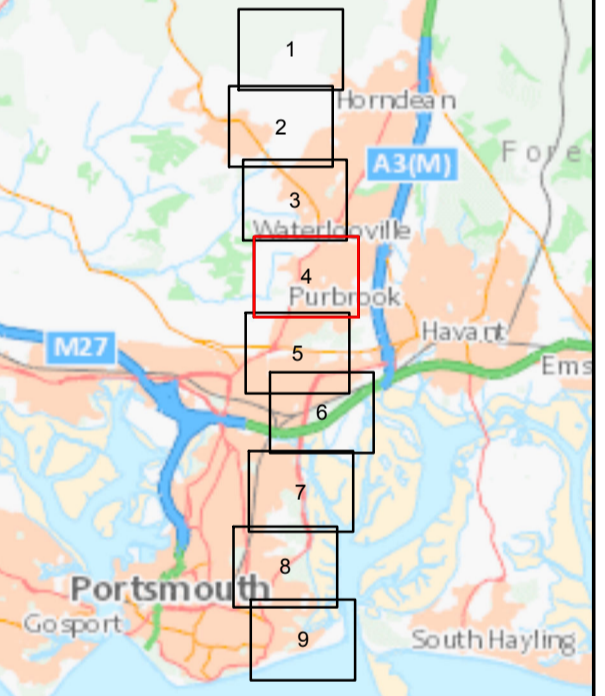 1
Horndean
2
Fore
A3(M)
3
Waterlooville
4
Purbrook
Havant
M27
5
Ems
6
7
8
Portsmouth
Gosport
9
South Hayling